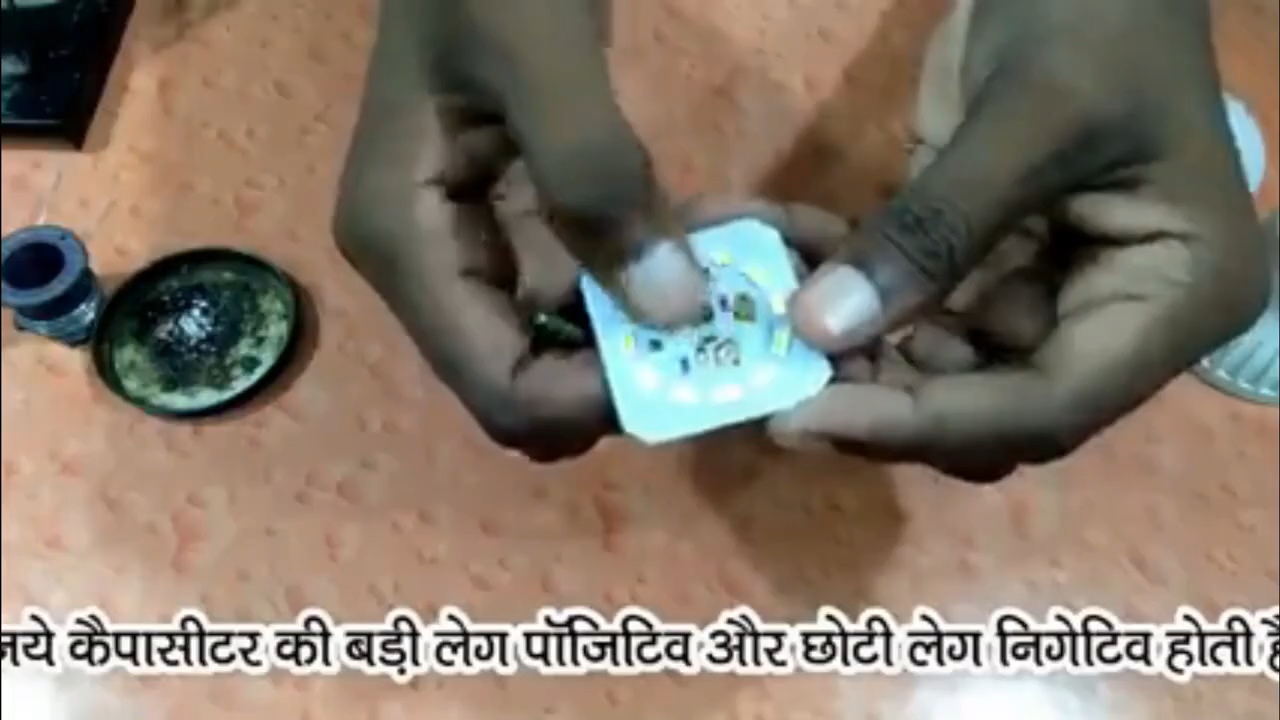 नये कैपासीटर की बड़ी लेग पॉजिटिव और छोटी लेग निगेटिव होती है